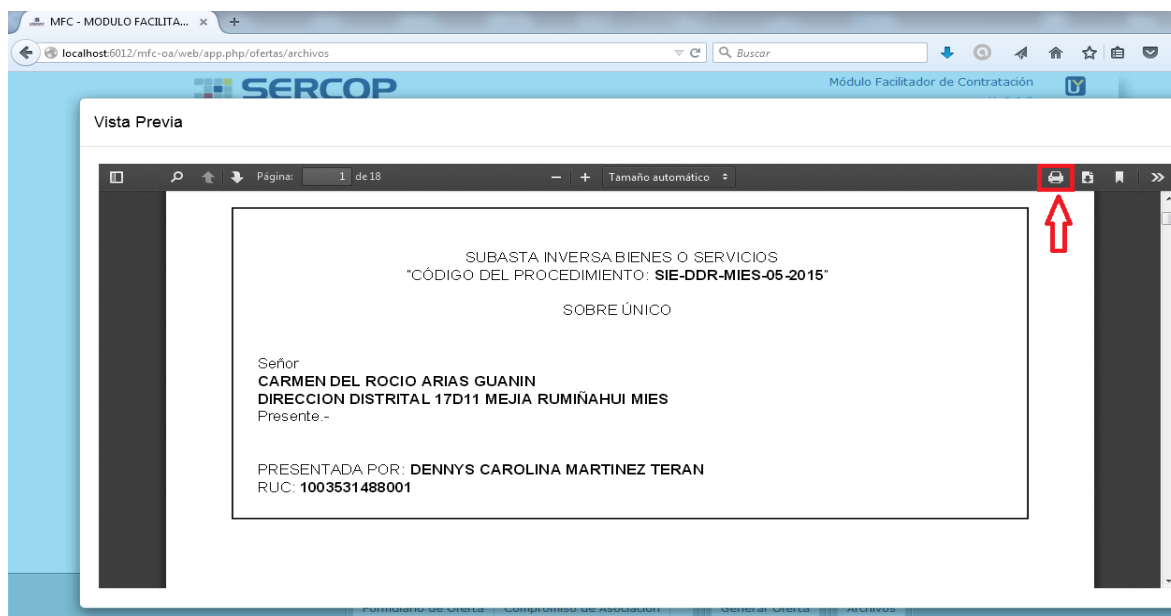 MFC - MODULO FACILITA...
localhost:6012/mfc-oa/web/app.php/ofertas/archivos
Buscar
SERCOP
Módulo Facilitador de Contratación
Vista Previa
Página: 1 de 18
Tamaño automático
SUBASTA INVERSA BIENES O SERVICIOS
"CÓDIGO DEL PROCEDIMIENTO: SIE-DDR-MIES-05-2015"
SOBRE ÚNICO
Señor
CARMEN DEL ROCIO ARIAS GUANIN
DIRECCION DISTRITAL 17D11 MEJIA RUMIÑAHUI MIES
Presente.-
PRESENTADA POR: DENNYS CAROLINA MARTINEZ TERAN
RUC: 1003531488001
Formulario de Oferta Compromiso de Asociación General Oferta Archivos